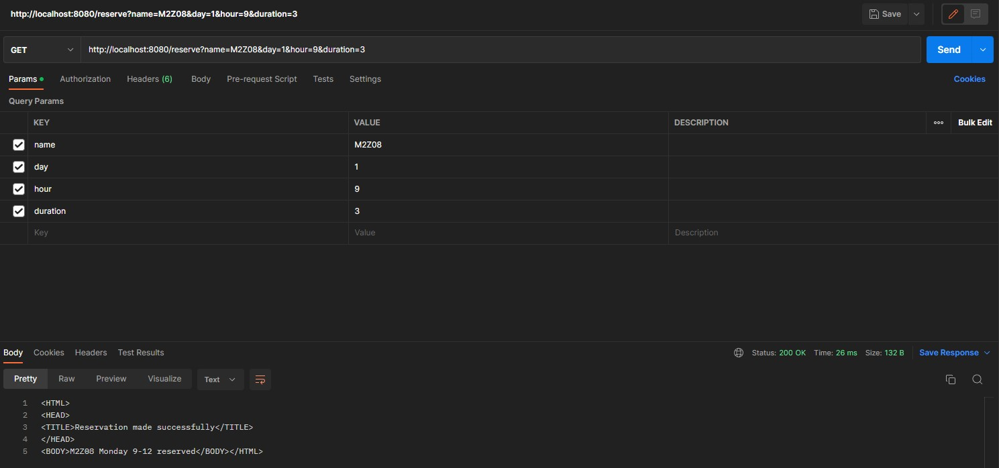 http://localhost:8080/reserve?name=M2Z08&day=1&hour=9&duration=3 Save
GET http://localhost:8080/reserve?name=M2Z08&day=1&hour=9&duration=3 Send
Params Authorization Headers (6) Body Pre-request Script Tests Settings Cookies
Query Params
KEY VALUE DESCRIPTION ooo Bulk Edit
name M2Z08
day 1
hour 9
duration 3
Key Value Description
Body Cookies Headers Test Results Status: 200 OK Time: 26 ms Size: 132 B Save Response
Pretty Raw Preview Visualize Text
1 <HTML>
2 <HEAD>
3 <TITLE>Reservation made successfully</TITLE>
4 </HEAD>
5 <BODY>M2Z08 Monday 9-12 reserved</BODY></HTML>